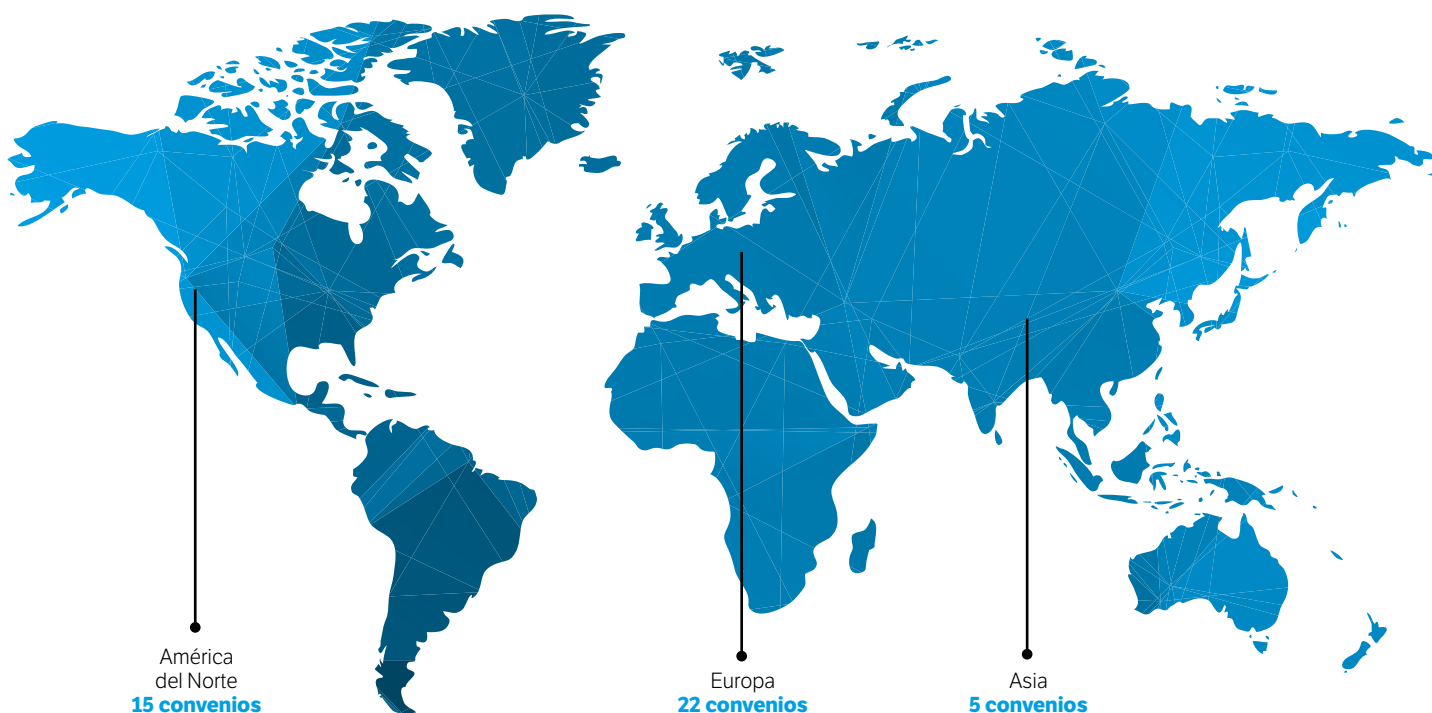 América
del Norte
15 convenios
Europa
22 convenios
Asia
5 convenios